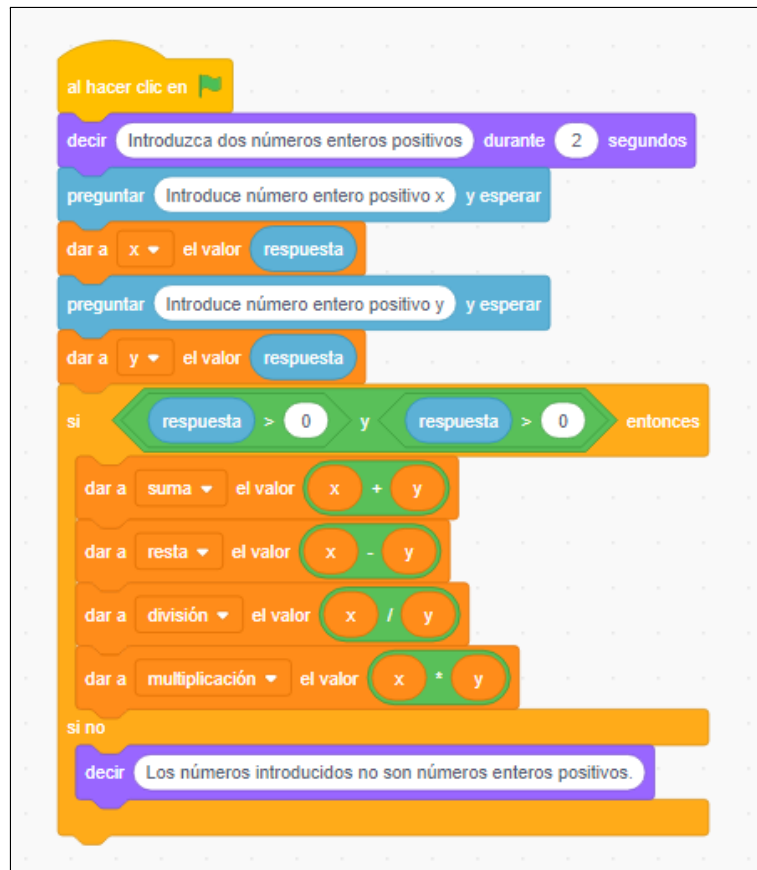 al hacer clic en
decir Introduzca dos números enteros positivos durante 2 segundos
preguntar Introduce número entero positivo x y esperar
dar a x el valor respuesta
preguntar Introduce número entero positivo y y esperar
dar a y el valor respuesta
si respuesta > 0 y respuesta > 0 entonces
dar a suma el valor x + y
dar a resta el valor x - y
dar a división el valor x / y
dar a multiplicación el valor x * y
si no
decir Los números introducidos no son números enteros positivos.